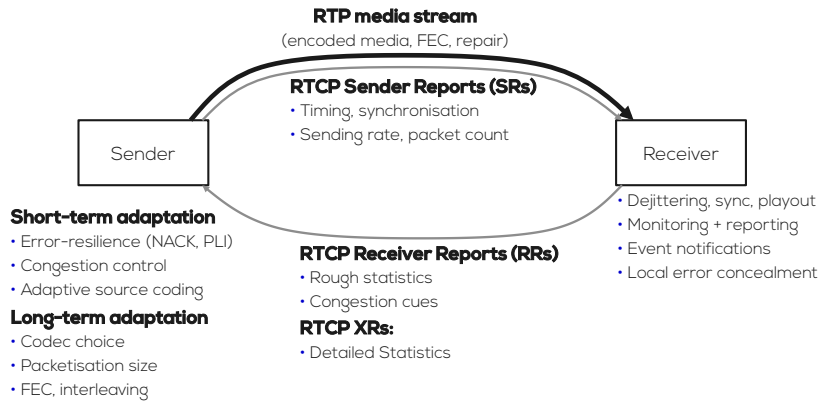 RTP media stream
(encoded media, FEC, repair)
RTCP Sender Reports (SRs)
• Timing, synchronisation
• Sending rate, packet count
Sender
Receiver
Short-term adaptation
• Error-resilience (NACK, PLI)
• Congestion control
• Adaptive source coding
Long-term adaptation
• Codec choice
• Packetisation size
• FEC, interleaving
RTCP Receiver Reports (RRs)
• Rough statistics
• Congestion cues
RTCP XRs:
• Detailed Statistics
• Dejittering, sync, playout
• Monitoring + reporting
• Event notifications
• Local error concealment